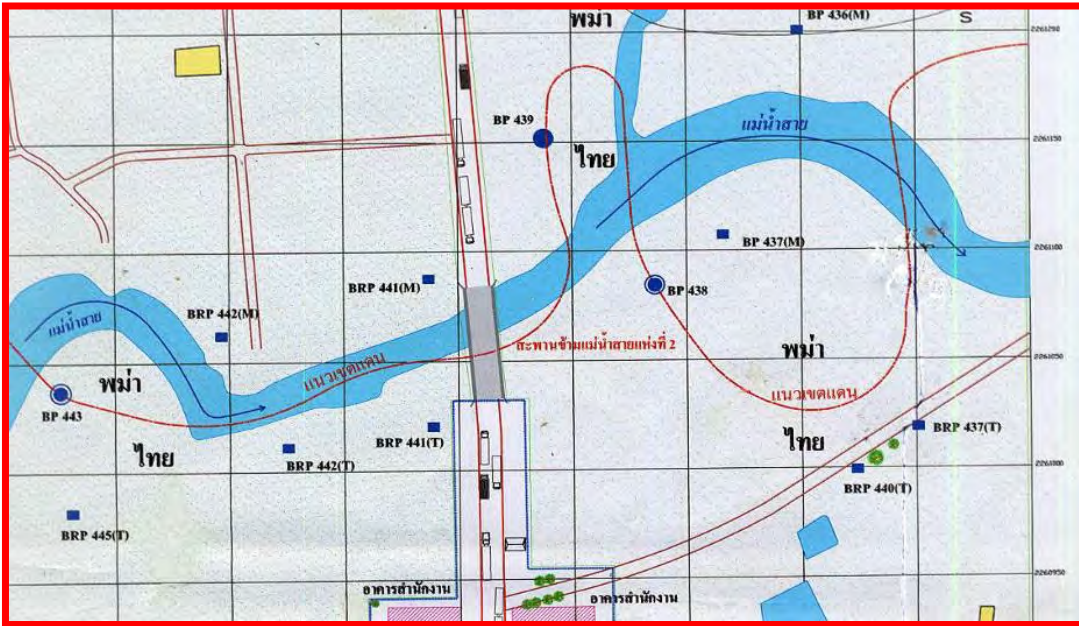 พม่า
BP 436(M)
S
2261250
BP 439
ไทย
แม่น้ำสาย
2261150
BP 437(M)
2261100
BRP 441(M)
BP 438
BRP 442(M)
แม่น้ำสาย
สะพานข้ามแม่น้ำสายแห่งที่ 2
พม่า
2261050
พม่า
แนวเขตแดน
แนวเขตแดน
BP 443
BRP 441(T)
BRP 437(T)
ไทย
ไทย
BRP 442(T)
2261000
BRP 440(T)
BRP 445(T)
2260950
อาคารสำนักงาน
อาคารสำนักงาน